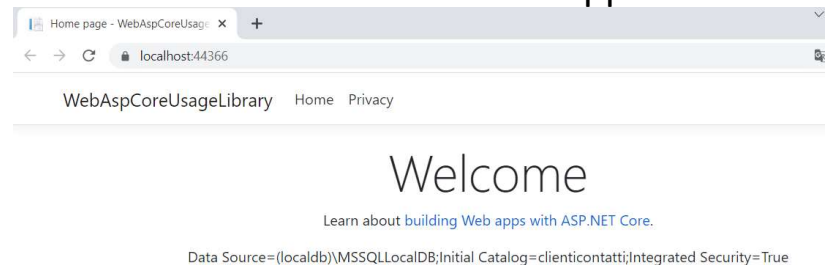 Home page - WebAspCoreUsage
localhost:44366
WebAspCoreUsageLibrary Home Privacy
Welcome
Learn about building Web apps with ASP.NET Core.
Data Source=(localdb)\MSSQLLocalDB;Initial Catalog=clienticontatti;Integrated Security=True